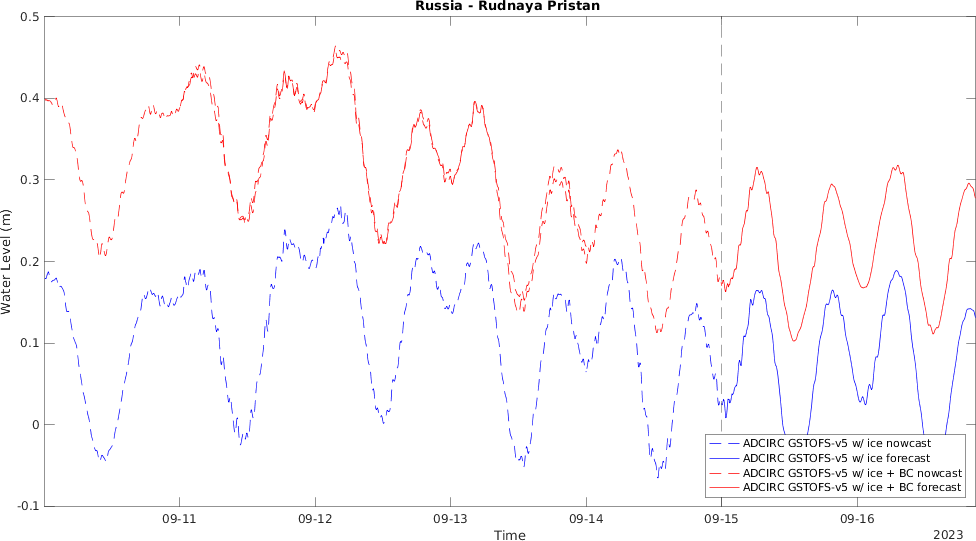 Russia - Rudnaya Pristan
0.5
0.4
0.3
0.2
0.1
0
-0.1
Water Level (m)
09-11
09-12
09-13
09-14
09-15
09-16
Time
2023
ADCIRC GSTOFS-v5 w/ ice nowcast
ADCIRC GSTOFS-v5 w/ ice forecast
ADCIRC GSTOFS-v5 w/ ice + BC nowcast
ADCIRC GSTOFS-v5 w/ ice + BC forecast